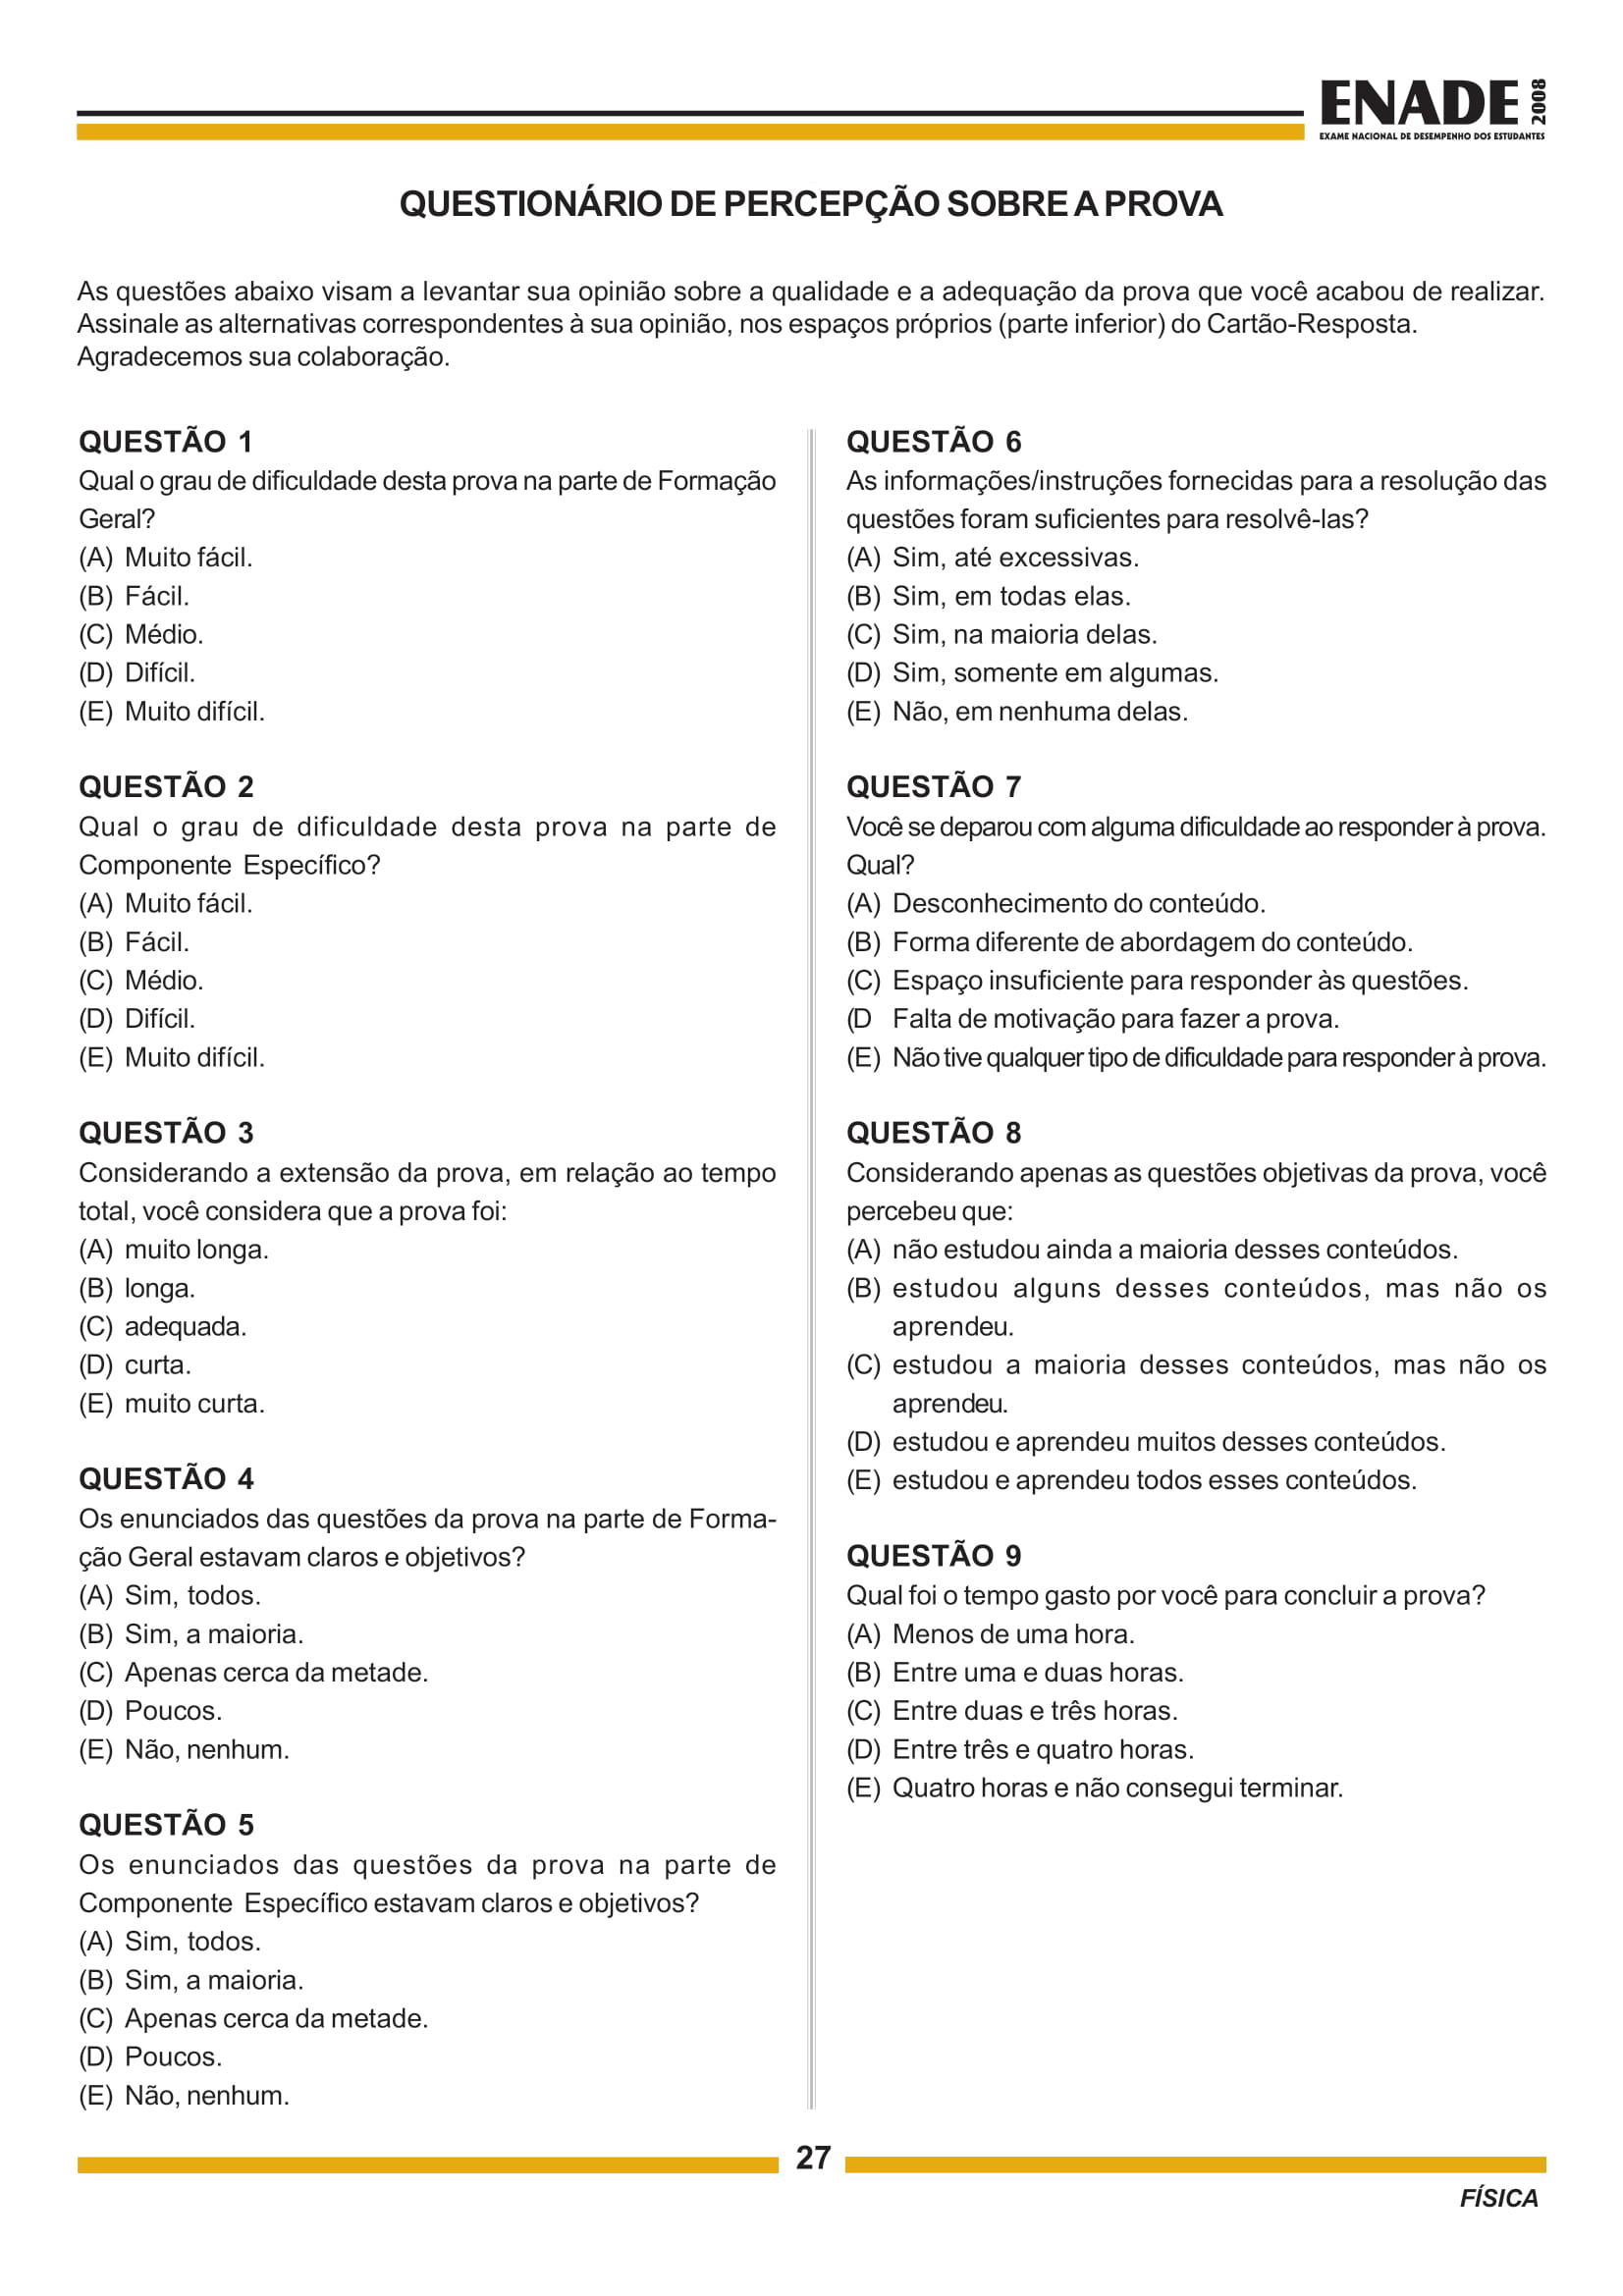 ENADE 2008
EXAME NACIONAL DE DESEMPENHO DOS ESTUDANTES
QUESTIONÁRIO DE PERCEPÇÃO SOBRE A PROVA
As questões abaixo visam a levantar sua opinião sobre a qualidade e a adequação da prova que você acabou de realizar.
Assinale as alternativas correspondentes à sua opinião, nos espaços próprios (parte inferior) do Cartão-Resposta.
Agradecemos sua colaboração.
QUESTÃO 1
Qual o grau de dificuldade desta prova na parte de Formação
Geral?
(A) Muito fácil.
(B) Fácil.
(C) Médio.
(D) Difícil.
(E) Muito difícil.
QUESTÃO 2
Qual o grau de dificuldade desta prova na parte de
Componente Específico?
(A) Muito fácil.
(B) Fácil.
(C) Médio.
(D) Difícil.
(E) Muito difícil.
QUESTÃO 3
Considerando a extensão da prova, em relação ao tempo
total, você considera que a prova foi:
(A) muito longa.
(B) longa.
(C) adequada.
(D) curta.
(E) muito curta.
QUESTÃO 4
Os enunciados das questões da prova na parte de Forma-
ção Geral estavam claros e objetivos?
(A) Sim, todos.
(B) Sim, a maioria.
(C) Apenas cerca da metade.
(D) Poucos.
(E) Não, nenhum.
QUESTÃO 5
Os enunciados das questões da prova na parte de
Componente Específico estavam claros e objetivos?
(A) Sim, todos.
(B) Sim, a maioria.
(C) Apenas cerca da metade.
(D) Poucos.
(E) Não, nenhum.
QUESTÃO 6
As informações/instruções fornecidas para a resolução das
questões foram suficientes para resolvê-las?
(A) Sim, até excessivas.
(B) Sim, em todas elas.
(C) Sim, na maioria delas.
(D) Sim, somente em algumas.
(E) Não, em nenhuma delas.
QUESTÃO 7
Você se deparou com alguma dificuldade ao responder à prova.
Qual?
(A) Desconhecimento do conteúdo.
(B) Forma diferente de abordagem do conteúdo.
(C) Espaço insuficiente para responder às questões.
(D Falta de motivação para fazer a prova.
(E) Não tive qualquer tipo de dificuldade para responder à prova.
QUESTÃO 8
Considerando apenas as questões objetivas da prova, você
percebeu que:
(A) não estudou ainda a maioria desses conteúdos.
(B) estudou alguns desses conteúdos, mas não os
aprendeu.
(C) estudou a maioria desses conteúdos, mas não os
aprendeu.
(D) estudou e aprendeu muitos desses conteúdos.
(E) estudou e aprendeu todos esses conteúdos.
QUESTÃO 9
Qual foi o tempo gasto por você para concluir a prova?
(A) Menos de uma hora.
(B) Entre uma e duas horas.
(C) Entre duas e três horas.
(D) Entre três e quatro horas.
(E) Quatro horas e não consegui terminar.
27
FÍSICA